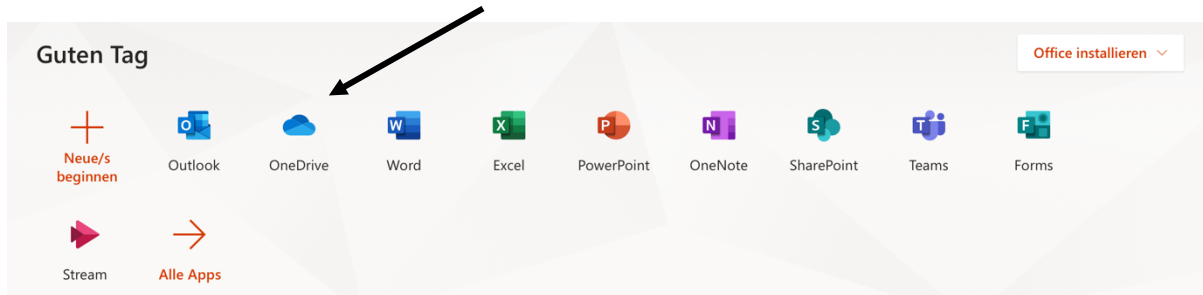 Guten Tag
Office installieren
Neue/s
beginnen
Outlook
OneDrive
Word
Excel
PowerPoint
OneNote
SharePoint
Teams
Forms
Stream
Alle Apps